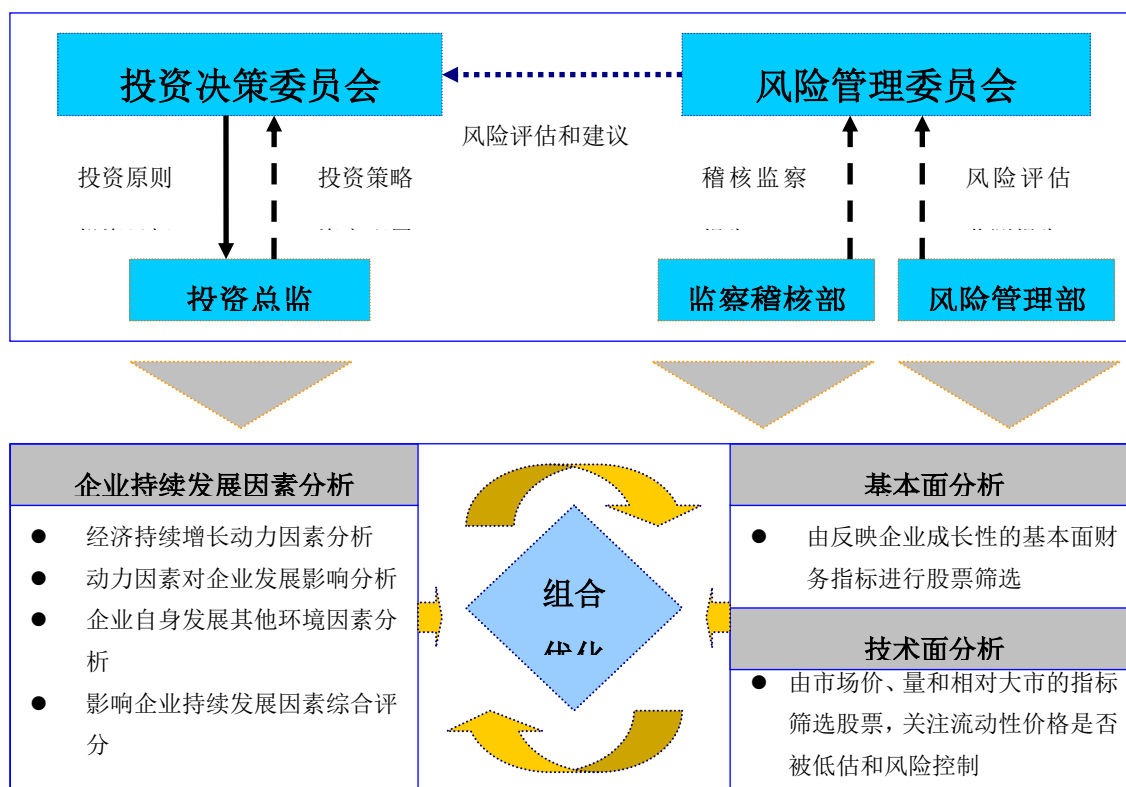 投资决策委员会
风险管理委员会
风险评估和建议
投资原则
投资策略
稽核监察
风险评估
投资总监
监察稽核部
风险管理部
企业持续发展因素分析
● 经济持续增长动力因素分析
● 动力因素对企业发展影响分析
● 企业自身发展其他环境因素分
析
● 影响企业持续发展因素综合评
分
组合
优化
基本面分析
● 由反映企业成长性的基本面财
务指标进行股票筛选
技术面分析
● 由市场价、量和相对大市的指标
筛选股票，关注流动性价格是否
被低估和风险控制